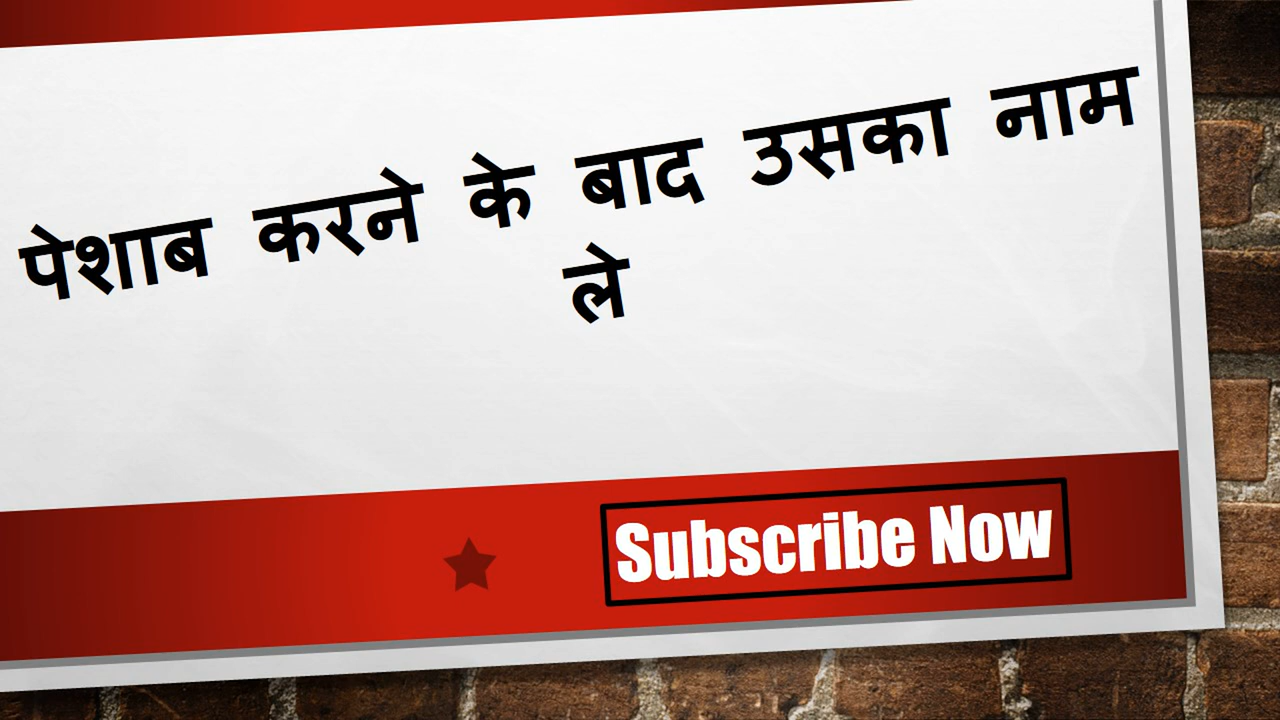 पेशाब करने के बाद उसका नाम
ले
Subscribe Now